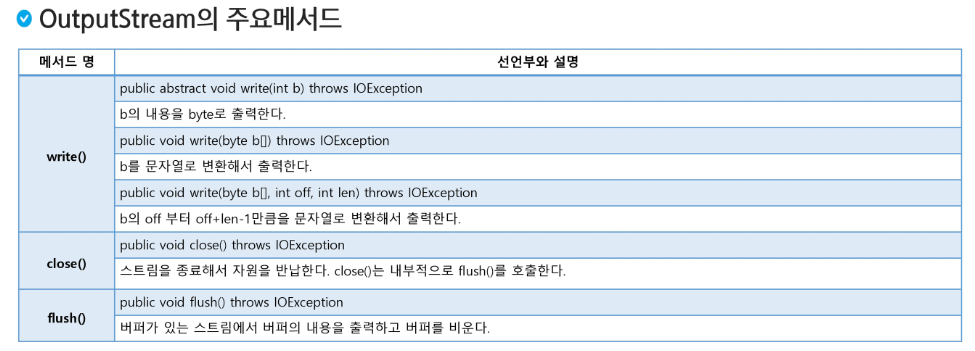 OutputStream의 주요메서드
메서드 명
선언부와 설명
write()
public abstract void write(int b) throws IOException
b의 내용을 byte로 출력한다.
public void write(byte b[]) throws IOException
b를 문자열로 변환해서 출력한다.
public void write(byte b[], int off, int len) throws IOException
b의 off 부터 off+len-1만큼을 문자열로 변환해서 출력한다.
close()
public void close() throws IOException
스트림을 종료해서 자원을 반납한다. close()는 내부적으로 flush()를 호출한다.
flush()
public void flush() throws IOException
버퍼가 있는 스트림에서 버퍼의 내용을 출력하고 버퍼를 비운다.